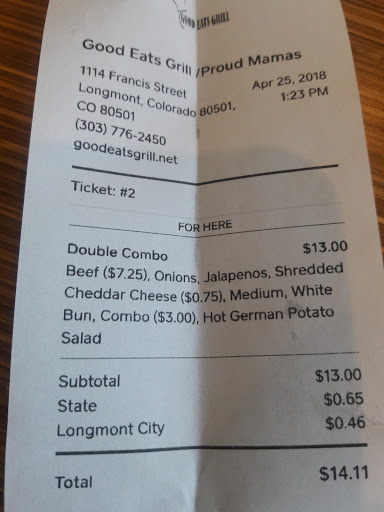 GOOD EATS GRILL
Good Eats Grill /Proud Mamas
1114 Francis Street
Longmont, Colorado 80501,
CO 80501
(303) 776-2450
goodeatsgrill.net
Apr 25, 2018
1:23 PM
Ticket: #2
FOR HERE
Double Combo $13.00
Beef ($7.25), Onions, Jalapenos, Shredded
Cheddar Cheese ($0.75), Medium, White
Bun, Combo ($3.00), Hot German Potato
Salad
Subtotal $13.00
State $0.65
Longmont City $0.46
Total $14.11